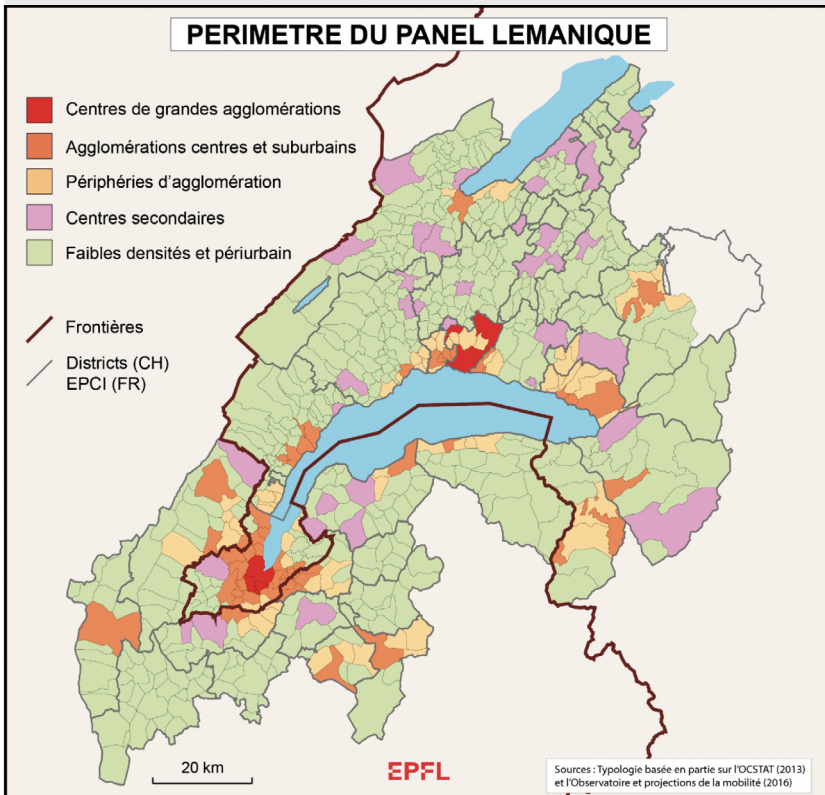 PERIMETRE DU PANEL LEMANIQUE
Centres de grandes agglomérations
Agglomérations centres et suburbains
Périphéries d'agglomération
Centres secondaires
Faibles densités et périurbain
Frontières
Districts (CH)
EPCI (FR)
20 km
EPFL
Sources : Typologie basée en partie sur l'OCSTAT (2013)
et l'Observatoire et projections de la mobilité (2016)